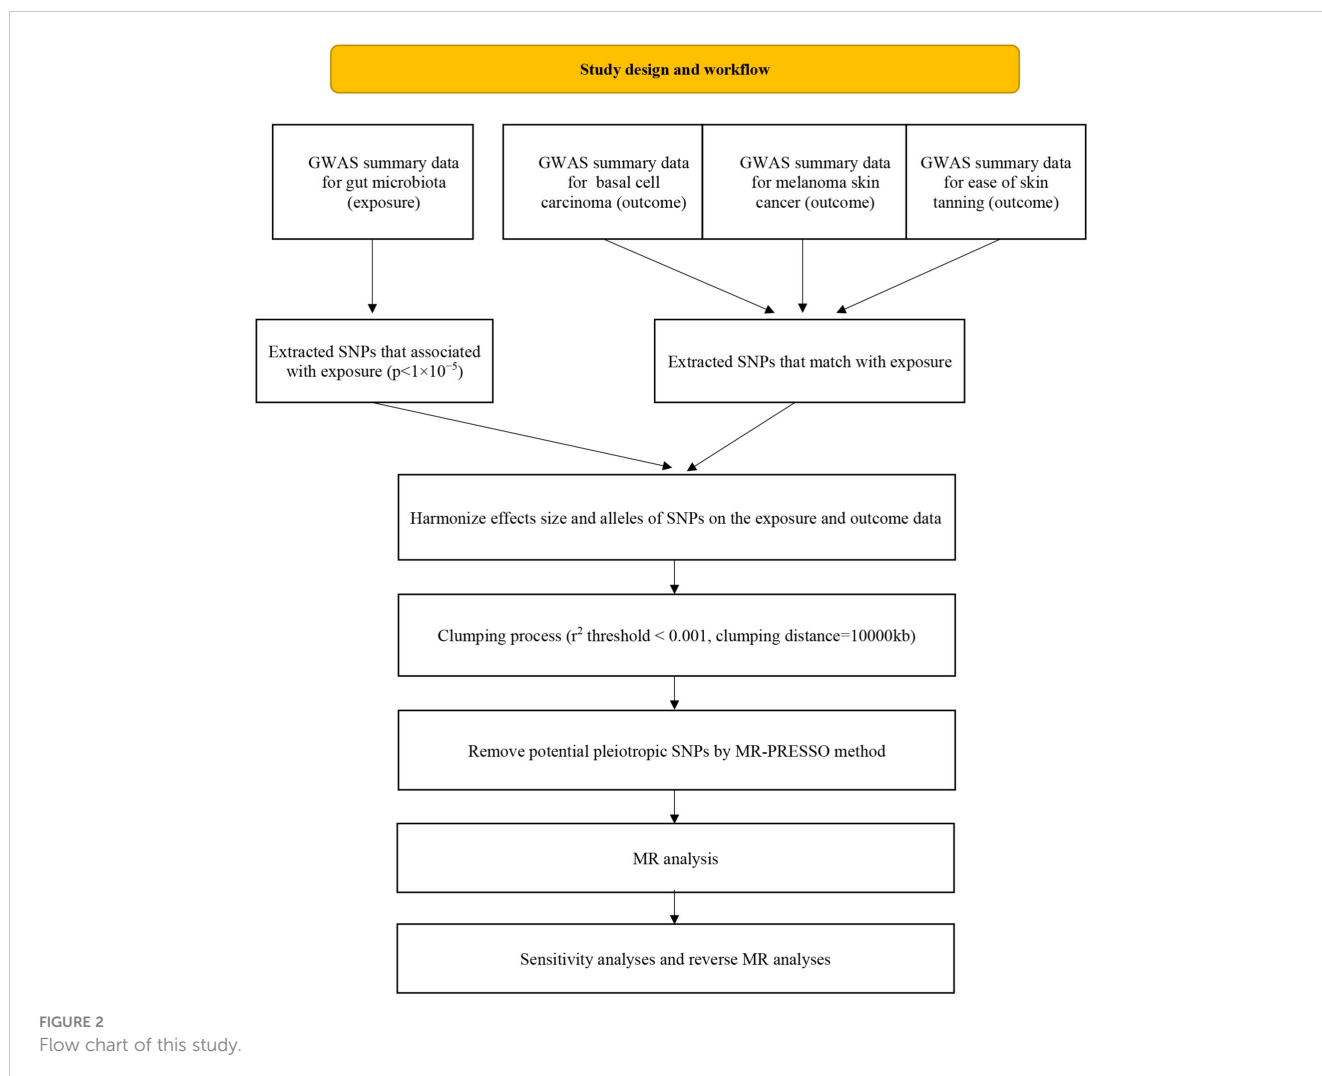 Study design and workflow
GWAS summary data
for gut microbiota
(exposure)
GWAS summary data
for basal cell
carcinoma (outcome)
GWAS summary data
for melanoma skin
cancer (outcome)
GWAS summary data
for ease of skin
tanning (outcome)
Extracted SNPs that associated
with exposure (p<1×10⁻⁵)
Extracted SNPs that match with exposure
Harmonize effects size and alleles of SNPs on the exposure and outcome data
Clumping process (r² threshold < 0.001, clumping distance=10000kb)
Remove potential pleiotropic SNPs by MR-PRESSO method
MR analysis
Sensitivity analyses and reverse MR analyses
FIGURE 2
Flow chart of this study.